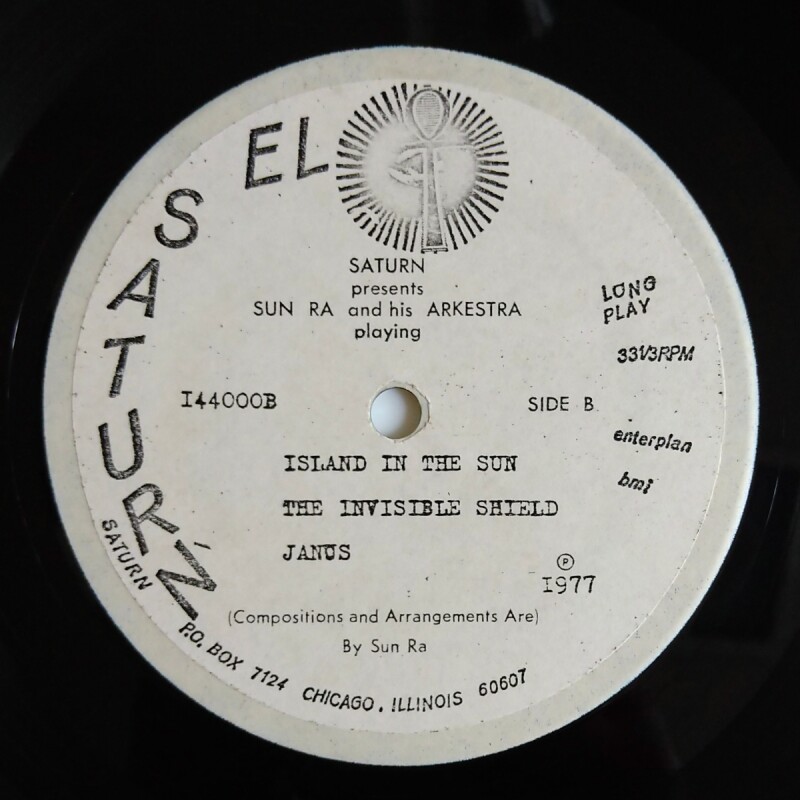 EL
SATURN
SATURN
presents
SUN RA and his ARKESTRA
playing
LONG
PLAY
33 1/3 RPM
I44000B
SIDE B
enterplan
bmi
ISLAND IN THE SUN
THE INVISIBLE SHIELD
JANUS
℗
I977
(Compositions and Arrangements Are)
By Sun Ra
SATURN
P.O. BOX 7124 CHICAGO, ILLINOIS 60607